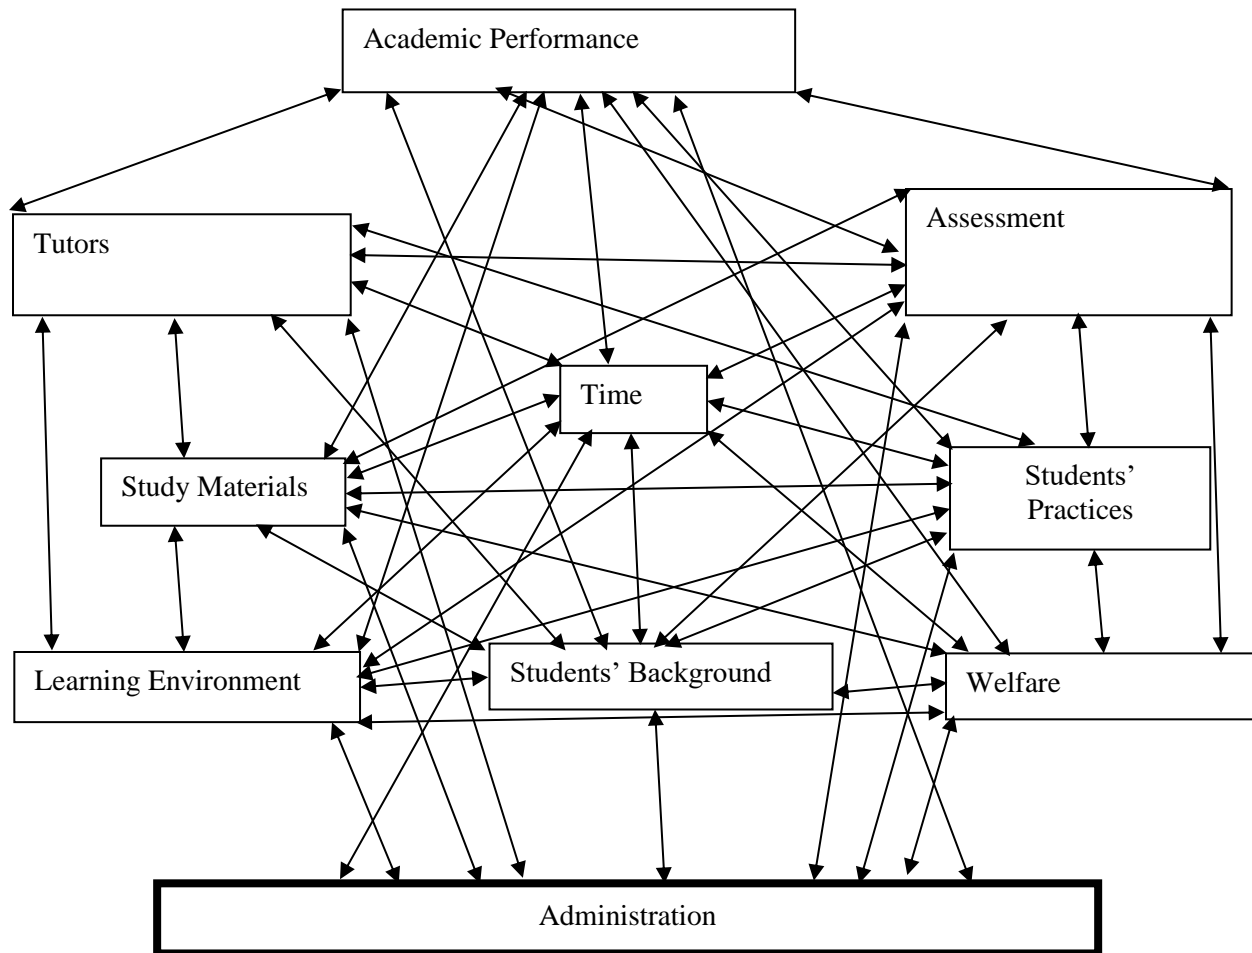 Academic Performance
Assessment
Tutors
Time
Study Materials
Students’
Practices
Learning Environment
Students’ Background
Welfare
Administration